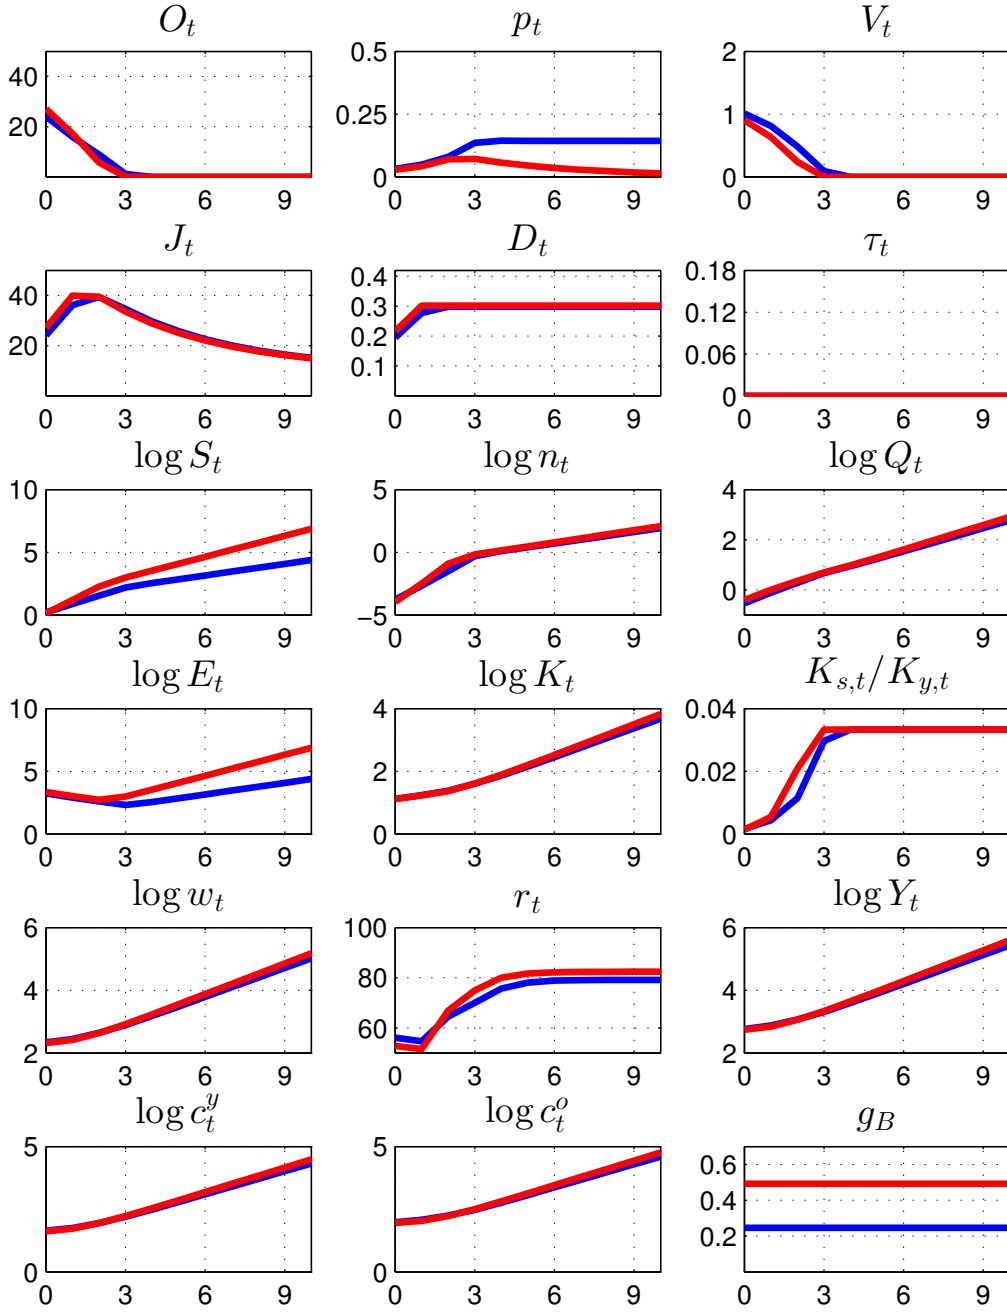 O_t p_t V_t
40 0.5 2
20 0.25 1
0 0
0 3 6 9 0 3 6 9 0 3 6 9
J_t D_t τ_t
40 0.4 0.18
0.3 0.12
20 0.2 0.06
0.1 0
0 3 6 9 0 3 6 9 0 3 6 9
log S_t log n_t log Q_t
10 5 4
5 0 2
0 −5 0
0 3 6 9 0 3 6 9 0 3 6 9
log E_t log K_t K_{s,t}/K_{y,t}
10 4 0.04
5 2 0.02
0 0 0
0 3 6 9 0 3 6 9 0 3 6 9
log w_t r_t log Y_t
6 100 6
4 80 4
2 60 2
0 3 6 9 0 3 6 9 0 3 6 9
log c_t^y log c_t^o g_B
5 5 0.6
0.4
0.2
0 0
0 3 6 9 0 3 6 9 0 3 6 9